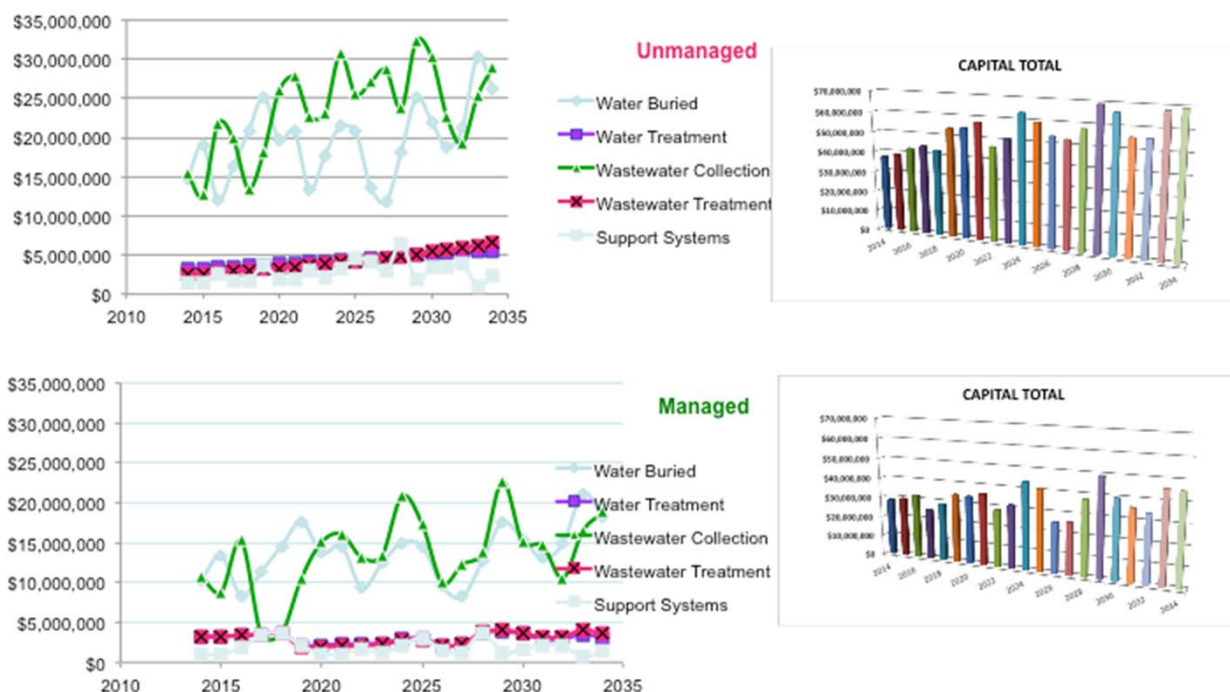 $35,000,000
$30,000,000
$25,000,000
$20,000,000
$15,000,000
$10,000,000
$5,000,000
$0
2010 2015 2020 2025 2030 2035
Unmanaged
Water Buried
Water Treatment
Wastewater Collection
Wastewater Treatment
Support Systems
CAPITAL TOTAL
$70,000,000
$60,000,000
$50,000,000
$40,000,000
$30,000,000
$20,000,000
$10,000,000
$0
2014 2016 2018 2020 2022 2024 2026 2028 2030 2032 2034
$35,000,000
$30,000,000
$25,000,000
$20,000,000
$15,000,000
$10,000,000
$5,000,000
$0
2010 2015 2020 2025 2030 2035
Managed
Water Buried
Water Treatment
Wastewater Collection
Wastewater Treatment
Support Systems
CAPITAL TOTAL
$70,000,000
$60,000,000
$50,000,000
$40,000,000
$30,000,000
$20,000,000
$10,000,000
$0
2014 2016 2018 2020 2022 2024 2026 2028 2030 2032 2034